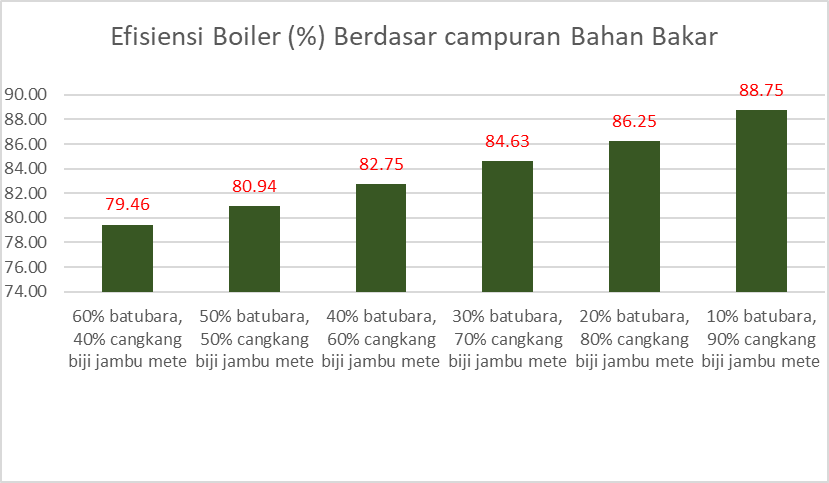 Efisiensi Boiler (%) Berdasar campuran Bahan Bakar
90.00
88.00
86.00
84.00
82.00
80.00
78.00
76.00
74.00
79.46
80.94
82.75
84.63
86.25
88.75
60% batubara,
40% cangkang
biji jambu mete
50% batubara,
50% cangkang
biji jambu mete
40% batubara,
60% cangkang
biji jambu mete
30% batubara,
70% cangkang
biji jambu mete
20% batubara,
80% cangkang
biji jambu mete
10% batubara,
90% cangkang
biji jambu mete